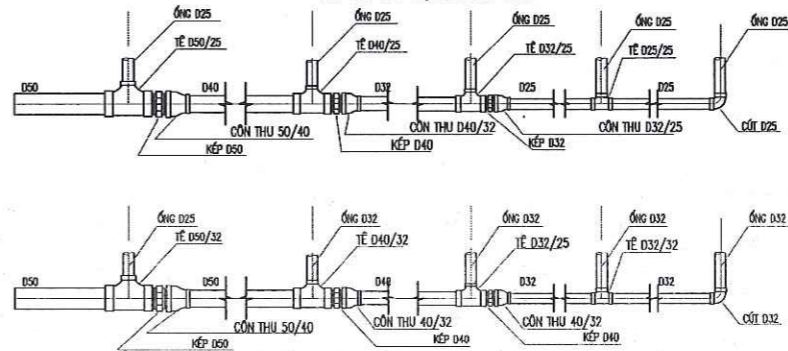 ỐNG D25 ỐNG D25 ỐNG D25 ỐNG D25 ỐNG D25
TÊ D50/25 TÊ D40/25 TÊ D32/25 TÊ D25/25
D50 D40 D32 D25 D25
CÔN THU 50/40 CÔN THU D40/32 CÔN THU D32/25 CÚT D25
KÉP D50 KÉP D40 KÉP D32
ỐNG D25 ỐNG D32 ỐNG D32 ỐNG D32 ỐNG D32
TÊ D50/32 TÊ D40/32 TÊ D32/25 TÊ D32/32
D50 D50 D40 D32 D32
CÔN THU 50/40 CÔN THU 40/32 CÔN THU 40/32 CÚT D32
KÉP D50 KÉP D40 KÉP D40